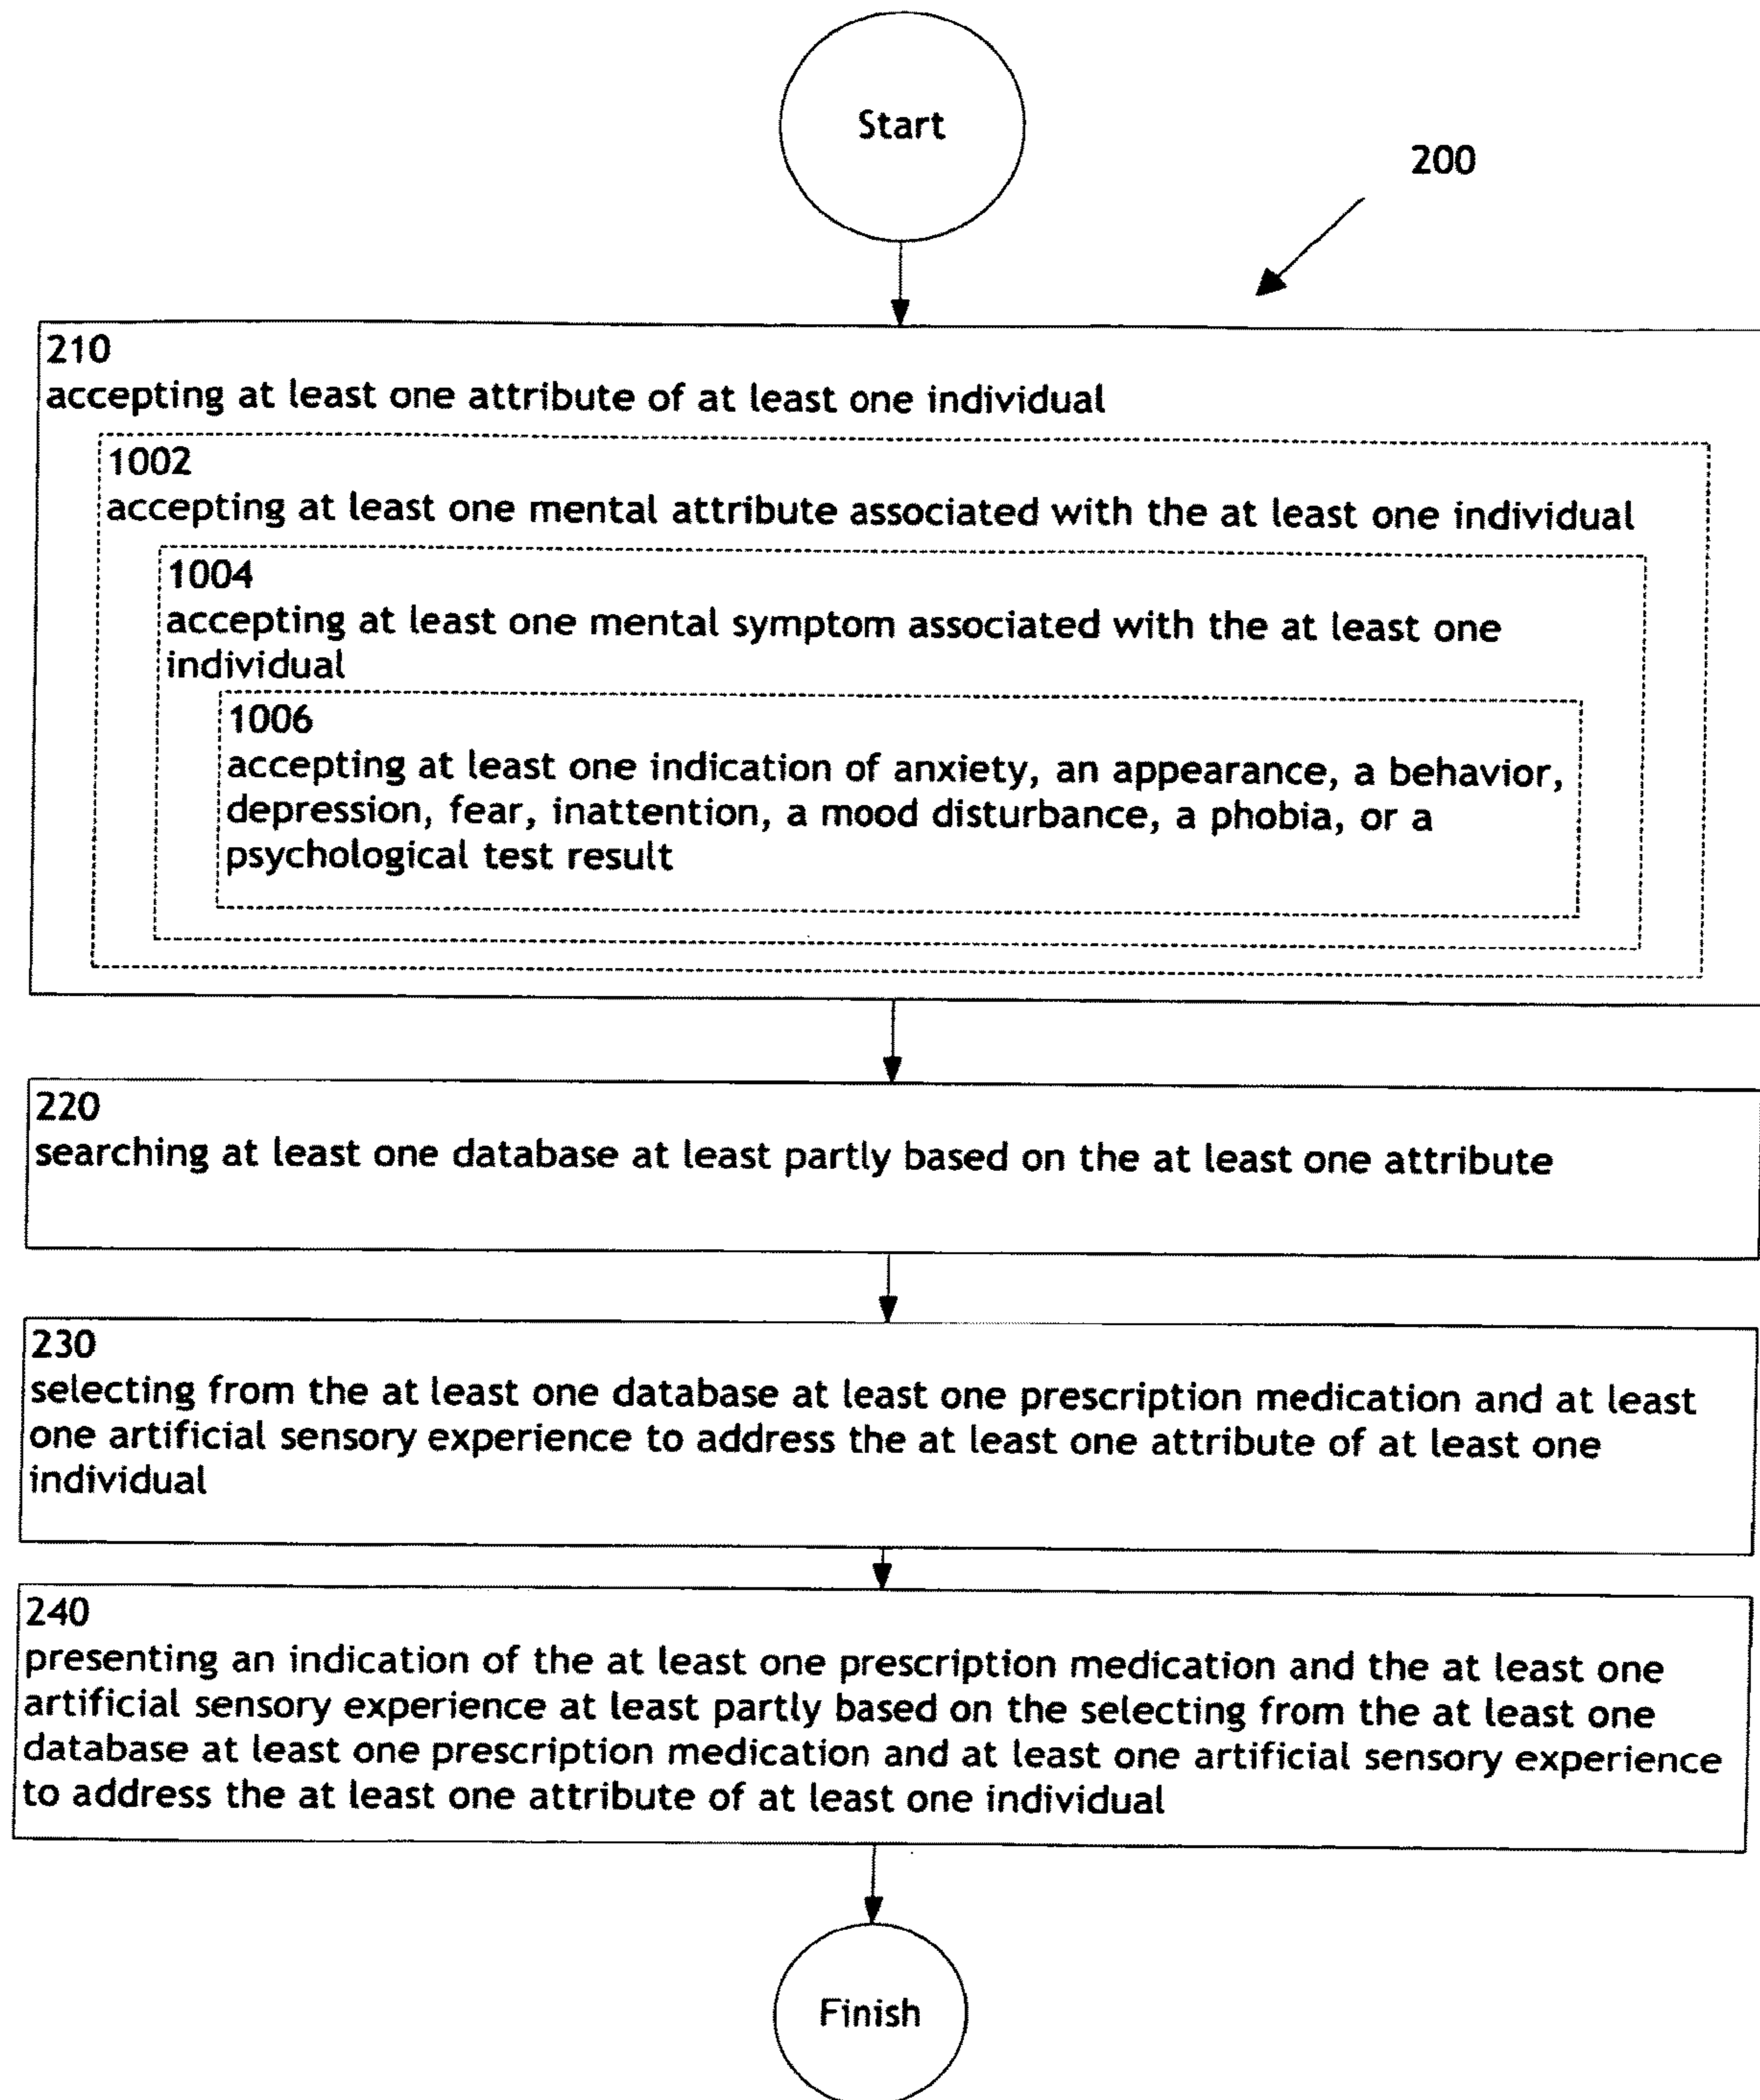 Start
200
210
accepting at least one attribute of at least one individual
1002
accepting at least one mental attribute associated with the at least one individual
1004
accepting at least one mental symptom associated with the at least one
individual
1006
accepting at least one indication of anxiety, an appearance, a behavior,
depression, fear, inattention, a mood disturbance, a phobia, or a
psychological test result
220
searching at least one database at least partly based on the at least one attribute
230
selecting from the at least one database at least one prescription medication and at least
one artificial sensory experience to address the at least one attribute of at least one
individual
240
presenting an indication of the at least one prescription medication and the at least one
artificial sensory experience at least partly based on the selecting from the at least one
database at least one prescription medication and at least one artificial sensory experience
to address the at least one attribute of at least one individual
Finish